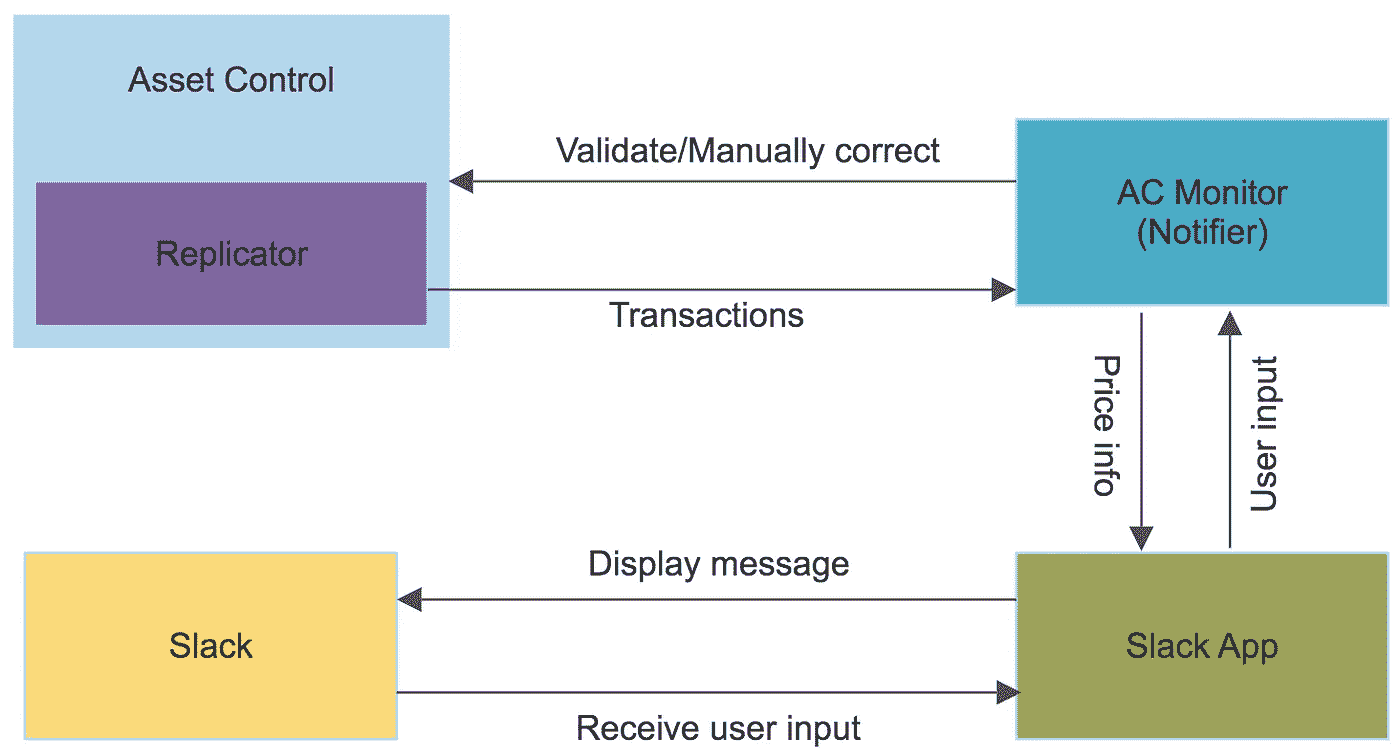 Asset Control
Validate/Manually correct
AC Monitor
(Notifier)
Replicator
Transactions
Price info
User input
Display message
Slack
Slack App
Receive user input